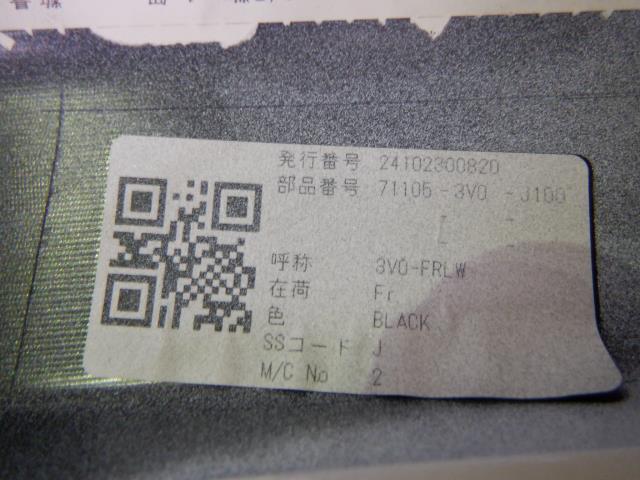 発行番号 24102300820
部品番号 71105-3V0 -J100
[ -
[ -
呼称 3V0-FRLW
在荷 Fr
色 BLACK
SSコード J
M/C No 2